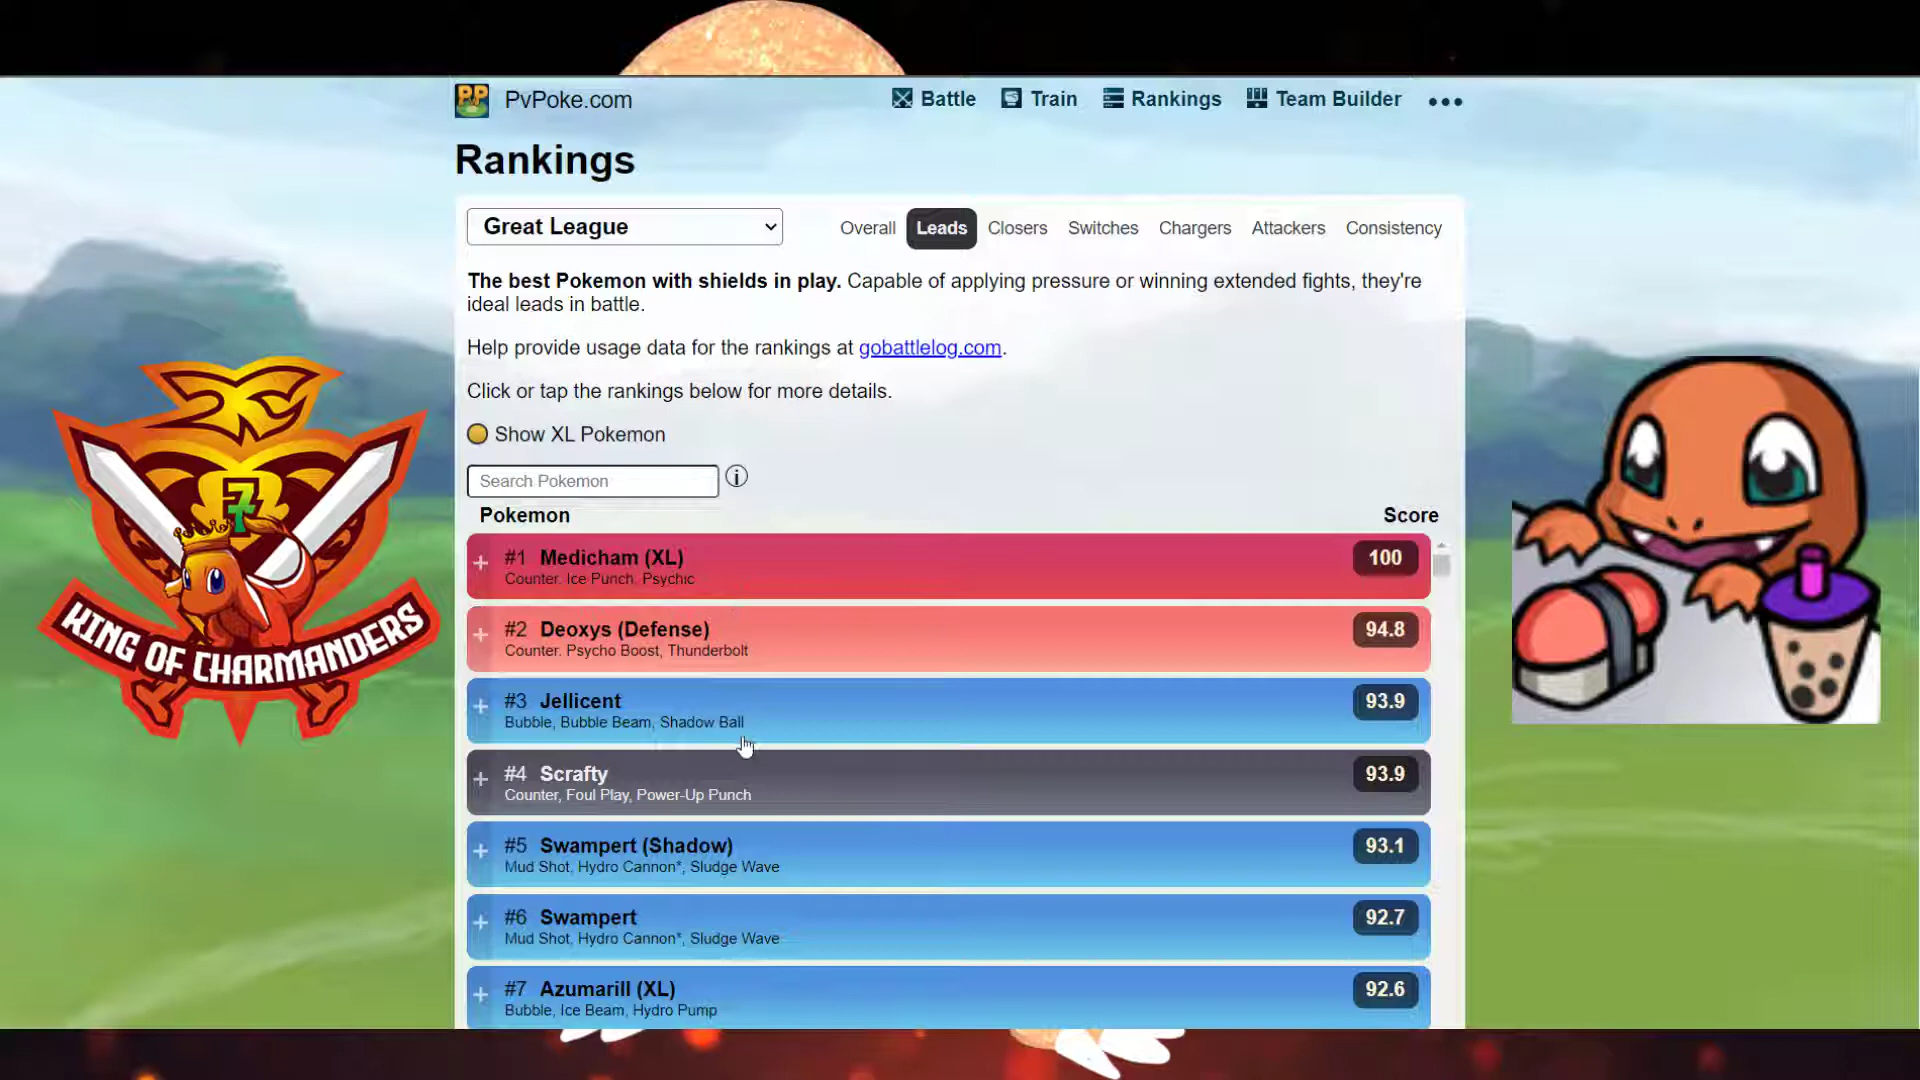 PvPoke.com
Battle
Train
Rankings
Team Builder
Rankings
Great League
Overall
Leads
Closers
Switches
Chargers
Attackers
Consistency
The best Pokemon with shields in play. Capable of applying pressure or winning extended fights, they're
ideal leads in battle.
Help provide usage data for the rankings at gobattlelog.com.
Click or tap the rankings below for more details.
Show XL Pokemon
Search Pokemon
Pokemon Score
#1 Medicham (XL) 100
Counter, Ice Punch, Psychic
#2 Deoxys (Defense) 94.8
Counter, Psycho Boost, Thunderbolt
#3 Jellicent 93.9
Bubble, Bubble Beam, Shadow Ball
#4 Scrafty 93.9
Counter, Foul Play, Power-Up Punch
#5 Swampert (Shadow) 93.1
Mud Shot, Hydro Cannon*, Sludge Wave
#6 Swampert 92.7
Mud Shot, Hydro Cannon*, Sludge Wave
#7 Azumarill (XL) 92.6
Bubble, Ice Beam, Hydro Pump
7
KING OF CHARMANDERS